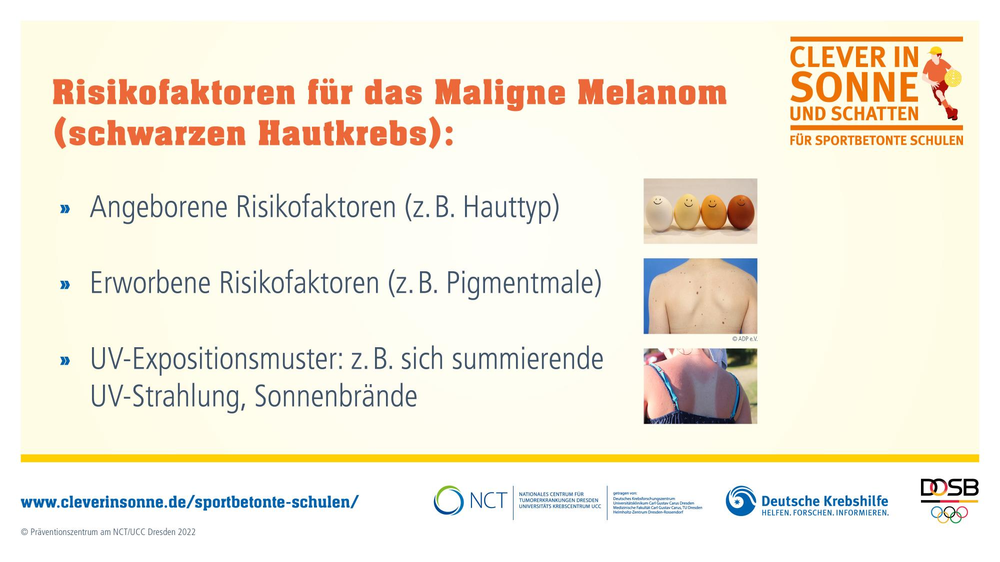 CLEVER IN
SONNE
UND SCHATTEN
FÜR SPORTBETONTE SCHULEN
Risikofaktoren für das Maligne Melanom
(schwarzen Hautkrebs):
» Angeborene Risikofaktoren (z. B. Hauttyp)
» Erworbene Risikofaktoren (z. B. Pigmentmale)
© ADP e.V.
» UV-Expositionsmuster: z. B. sich summierende
UV-Strahlung, Sonnenbrände
www.cleverinsonne.de/sportbetonte-schulen/
© Präventionszentrum am NCT/UCC Dresden 2022
NCT
NATIONALES CENTRUM FÜR
TUMORERKRANKUNGEN DRESDEN
UNIVERSITÄTS KREBSCENTRUM UCC
getragen von:
Deutsches Krebsforschungszentrum
Universitätsklinikum Carl Gustav Carus Dresden
Medizinische Fakultät Carl Gustav Carus, TU Dresden
Helmholtz-Zentrum Dresden-Rossendorf
Deutsche Krebshilfe
HELFEN. FORSCHEN. INFORMIEREN.
DOSB